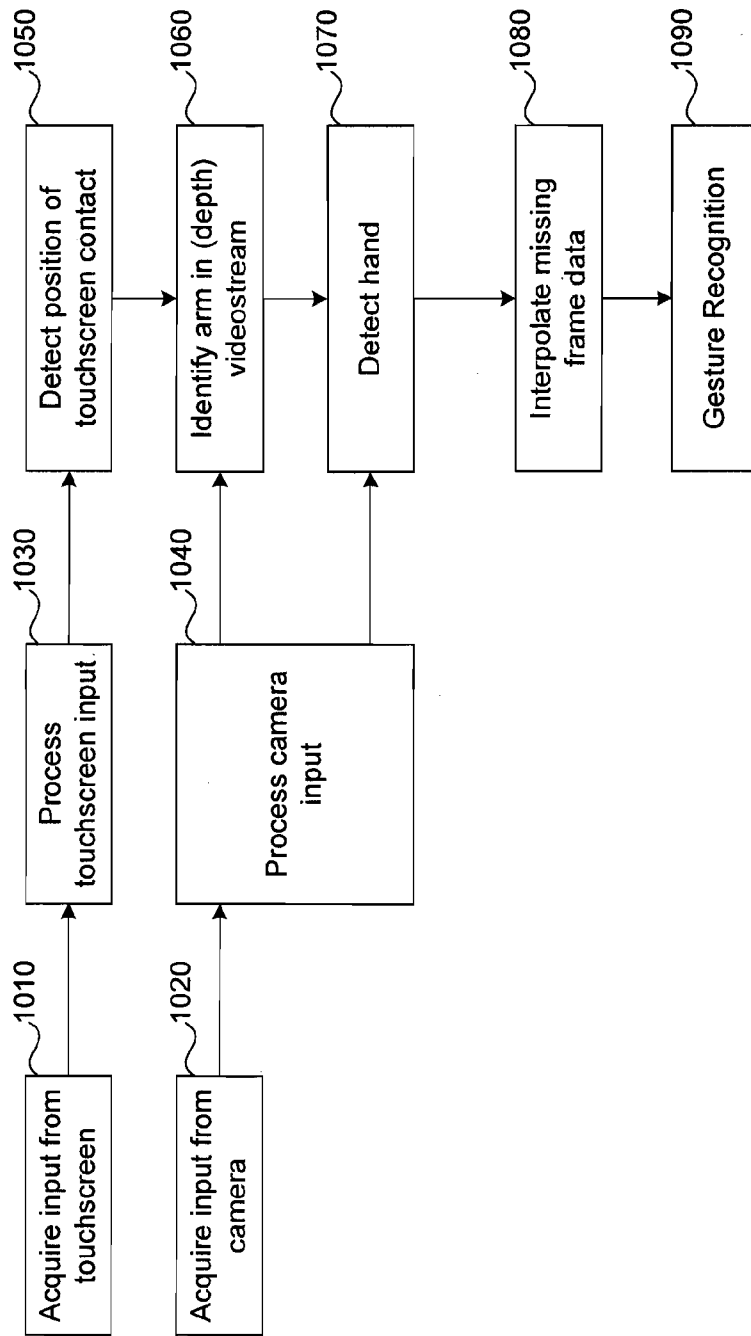 1010
Acquire input from
touchscreen
1020
Acquire input from
camera
1030
Process
touchscreen input
1040
Process camera
input
1050
Detect position of
touchscreen contact
1060
Identify arm in (depth)
videostream
1070
Detect hand
1080
Interpolate missing
frame data
1090
Gesture Recognition